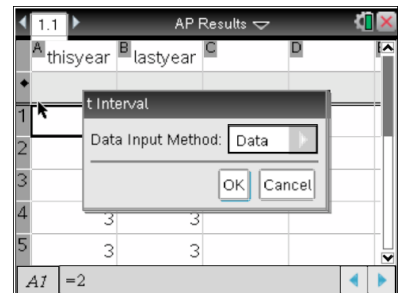 1.1 AP Results
A thisyear B lastyear C D
t Interval
1
Data Input Method: Data
2
3
OK Cancel
4 3 3
5 3 3
A1 =2